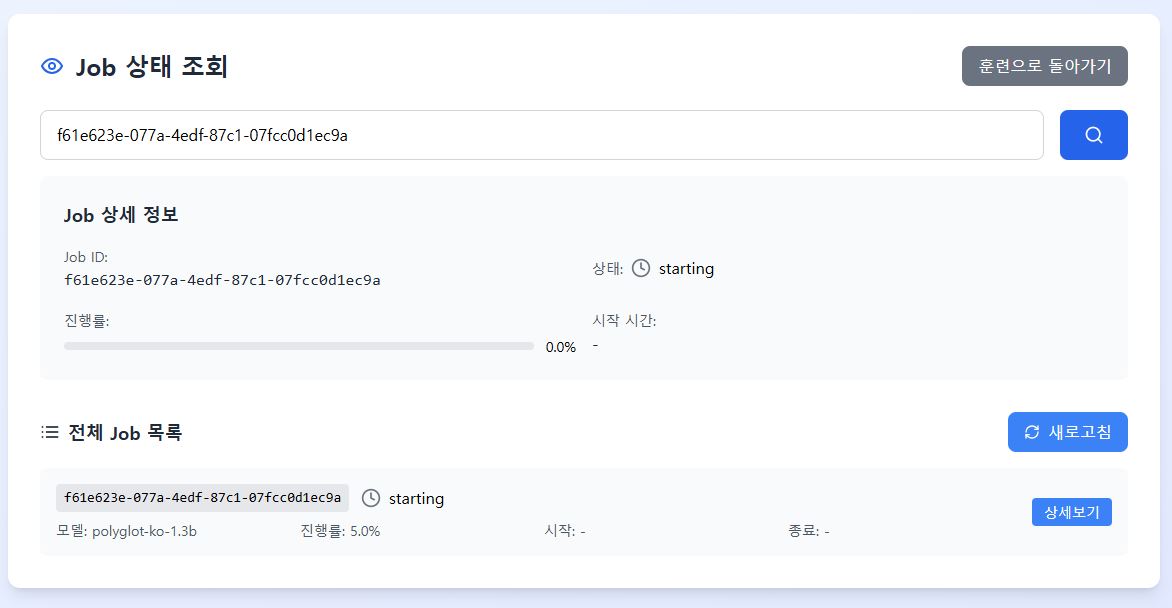 Job 상태 조회
훈련으로 돌아가기
f61e623e-077a-4edf-87c1-07fcc0d1ec9a
Job 상세 정보
Job ID:
f61e623e-077a-4edf-87c1-07fcc0d1ec9a
상태: starting
진행률:
0.0%
시작 시간:
-
전체 Job 목록
새로고침
f61e623e-077a-4edf-87c1-07fcc0d1ec9a starting
모델: polyglot-ko-1.3b 진행률: 5.0% 시작: - 종료: -
상세보기